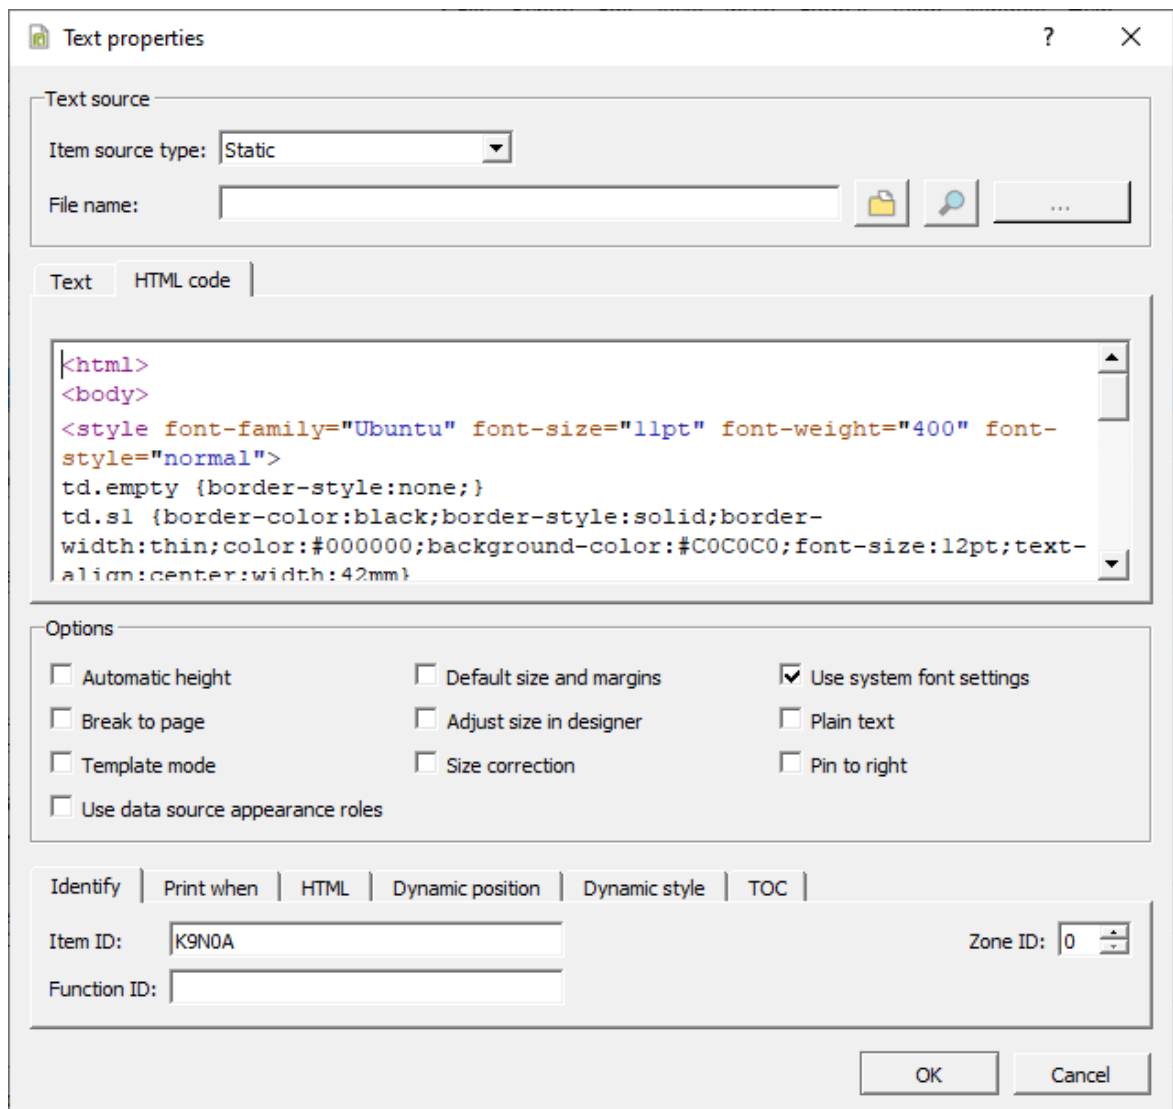 Text properties ?
Text source
Item source type: Static
File name: ...
Text HTML code
<html>
<body>
<style font-family="Ubuntu" font-size="11pt" font-weight="400" font-
style="normal">
td.empty {border-style:none;}
td.sl {border-color:black;border-style:solid;border-
width:thin;color:#000000;background-color:#C0C0C0;font-size:12pt;text-
align:center;width:42mm}
Options
Automatic height Default size and margins Use system font settings
Break to page Adjust size in designer Plain text
Template mode Size correction Pin to right
Use data source appearance roles
Identify Print when HTML Dynamic position Dynamic style TOC
Item ID: K9N0A Zone ID: 0
Function ID:
OK Cancel